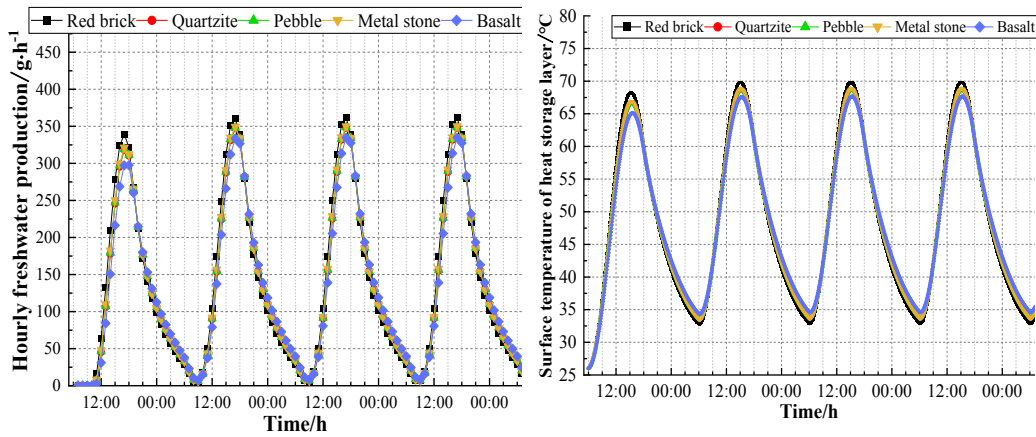 Red brick Quartzite Pebble Metal stone Basalt
450
400
350
300
250
200
150
100
50
0
Hourly freshwater production/g·h⁻¹
12:00 00:00 12:00 00:00 12:00 00:00 12:00 00:00
Time/h
80
Red brick Quartzite Pebble Metal stone Basalt
75
70
65
60
55
50
45
40
35
30
25
Surface temperature of heat storage layer/°C
12:00 00:00 12:00 00:00 12:00 00:00 12:00 00:00
Time/h